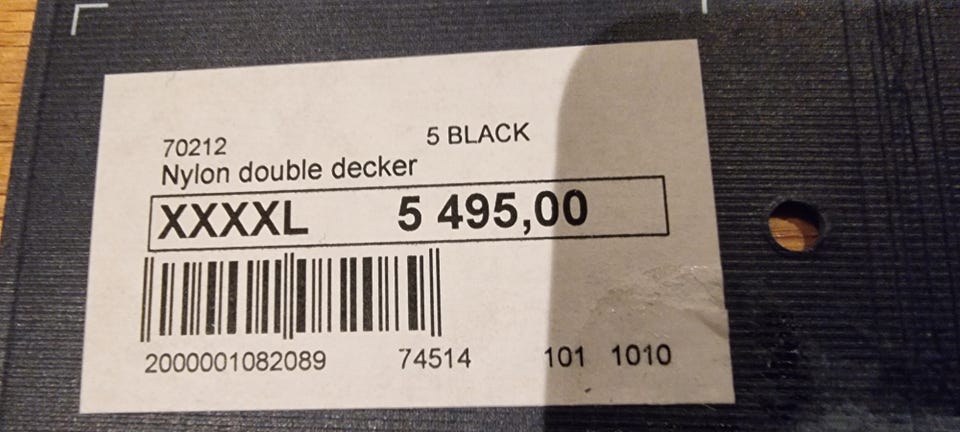 70212 5 BLACK
Nylon double decker
XXXXL 5 495,00
2000001082089 74514 101 1010